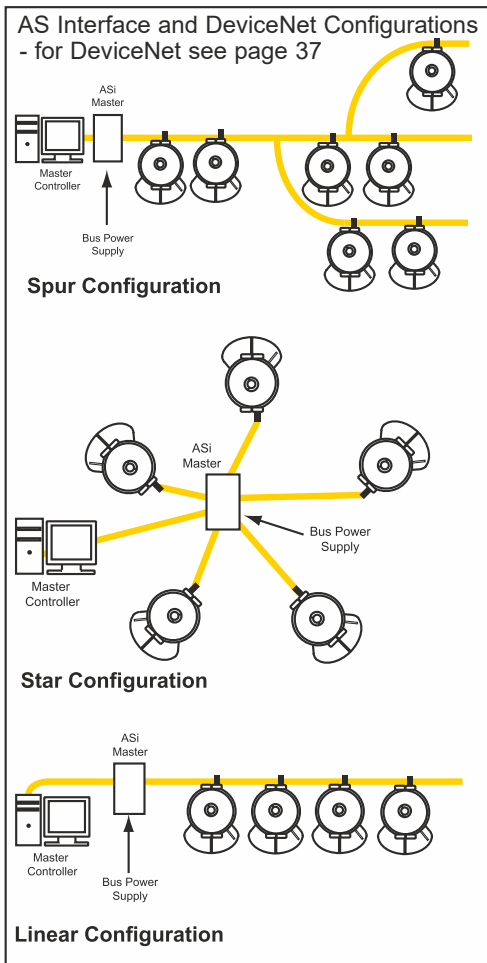 AS Interface and DeviceNet Configurations
- for DeviceNet see page 37
ASi
Master
Master
Controller
Bus Power
Supply
Spur Configuration
ASi
Master
Bus Power
Supply
Master
Controller
Star Configuration
ASi
Master
Master
Controller
Bus Power
Supply
Linear Configuration